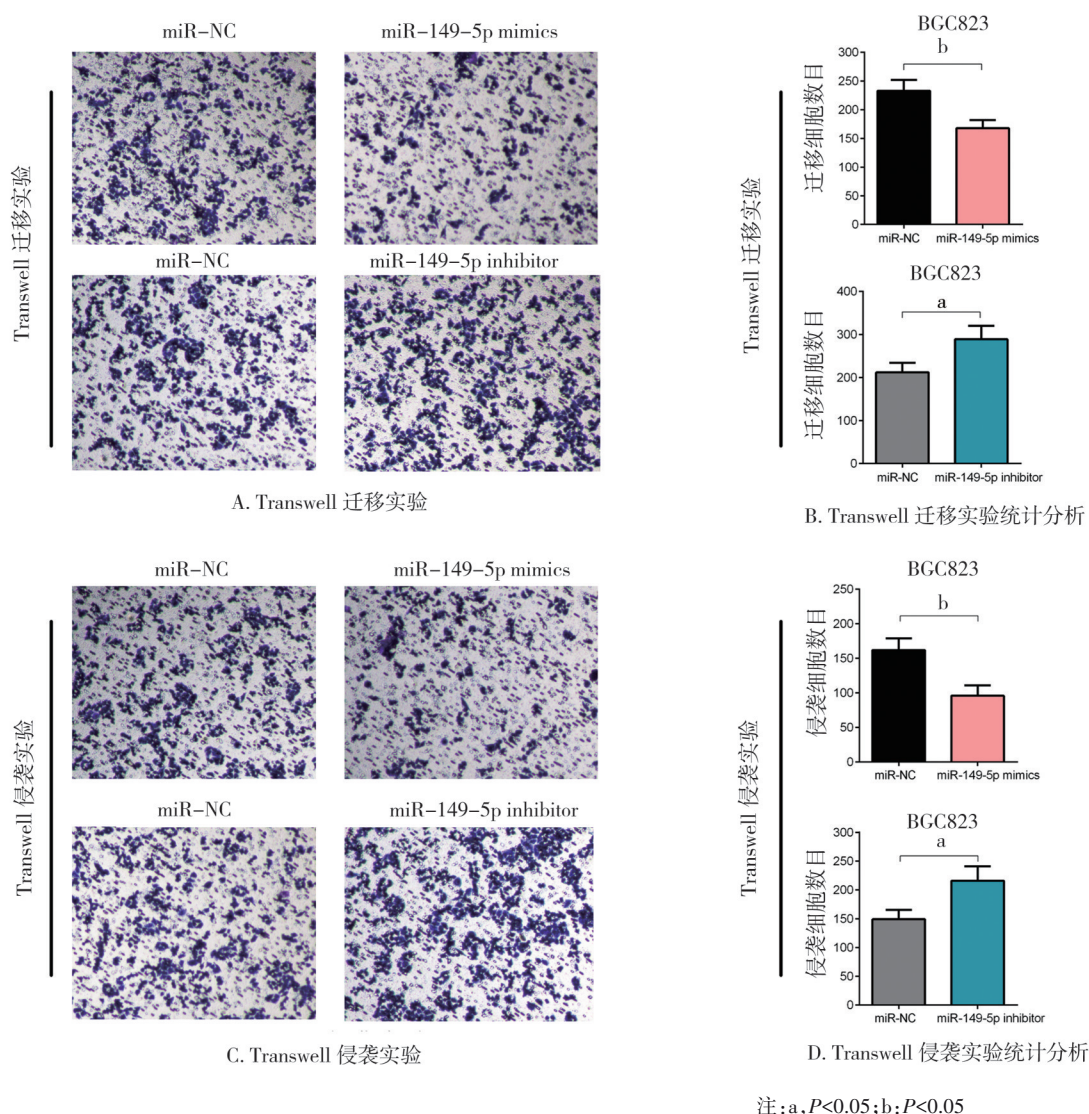 miR-NC
miR-149-5p mimics
miR-NC
miR-149-5p inhibitor
Transwell 迁移实验
A. Transwell 迁移实验
BGC823
b
300
250
200
150
100
50
0
迁移细胞数目
miR-NC
miR-149-5p mimics
Transwell 迁移实验
BGC823
a
400
300
200
100
0
迁移细胞数目
miR-NC
miR-149-5p inhibitor
B. Transwell 迁移实验统计分析
miR-NC
miR-149-5p mimics
miR-NC
miR-149-5p inhibitor
Transwell 侵袭实验
C. Transwell 侵袭实验
BGC823
b
250
200
150
100
50
0
侵袭细胞数目
miR-NC
miR-149-5p mimics
Transwell 侵袭实验
BGC823
a
300
250
200
150
100
50
0
侵袭细胞数目
miR-NC
miR-149-5p inhibitor
D. Transwell 侵袭实验统计分析
注:a,P<0.05;b:P<0.05